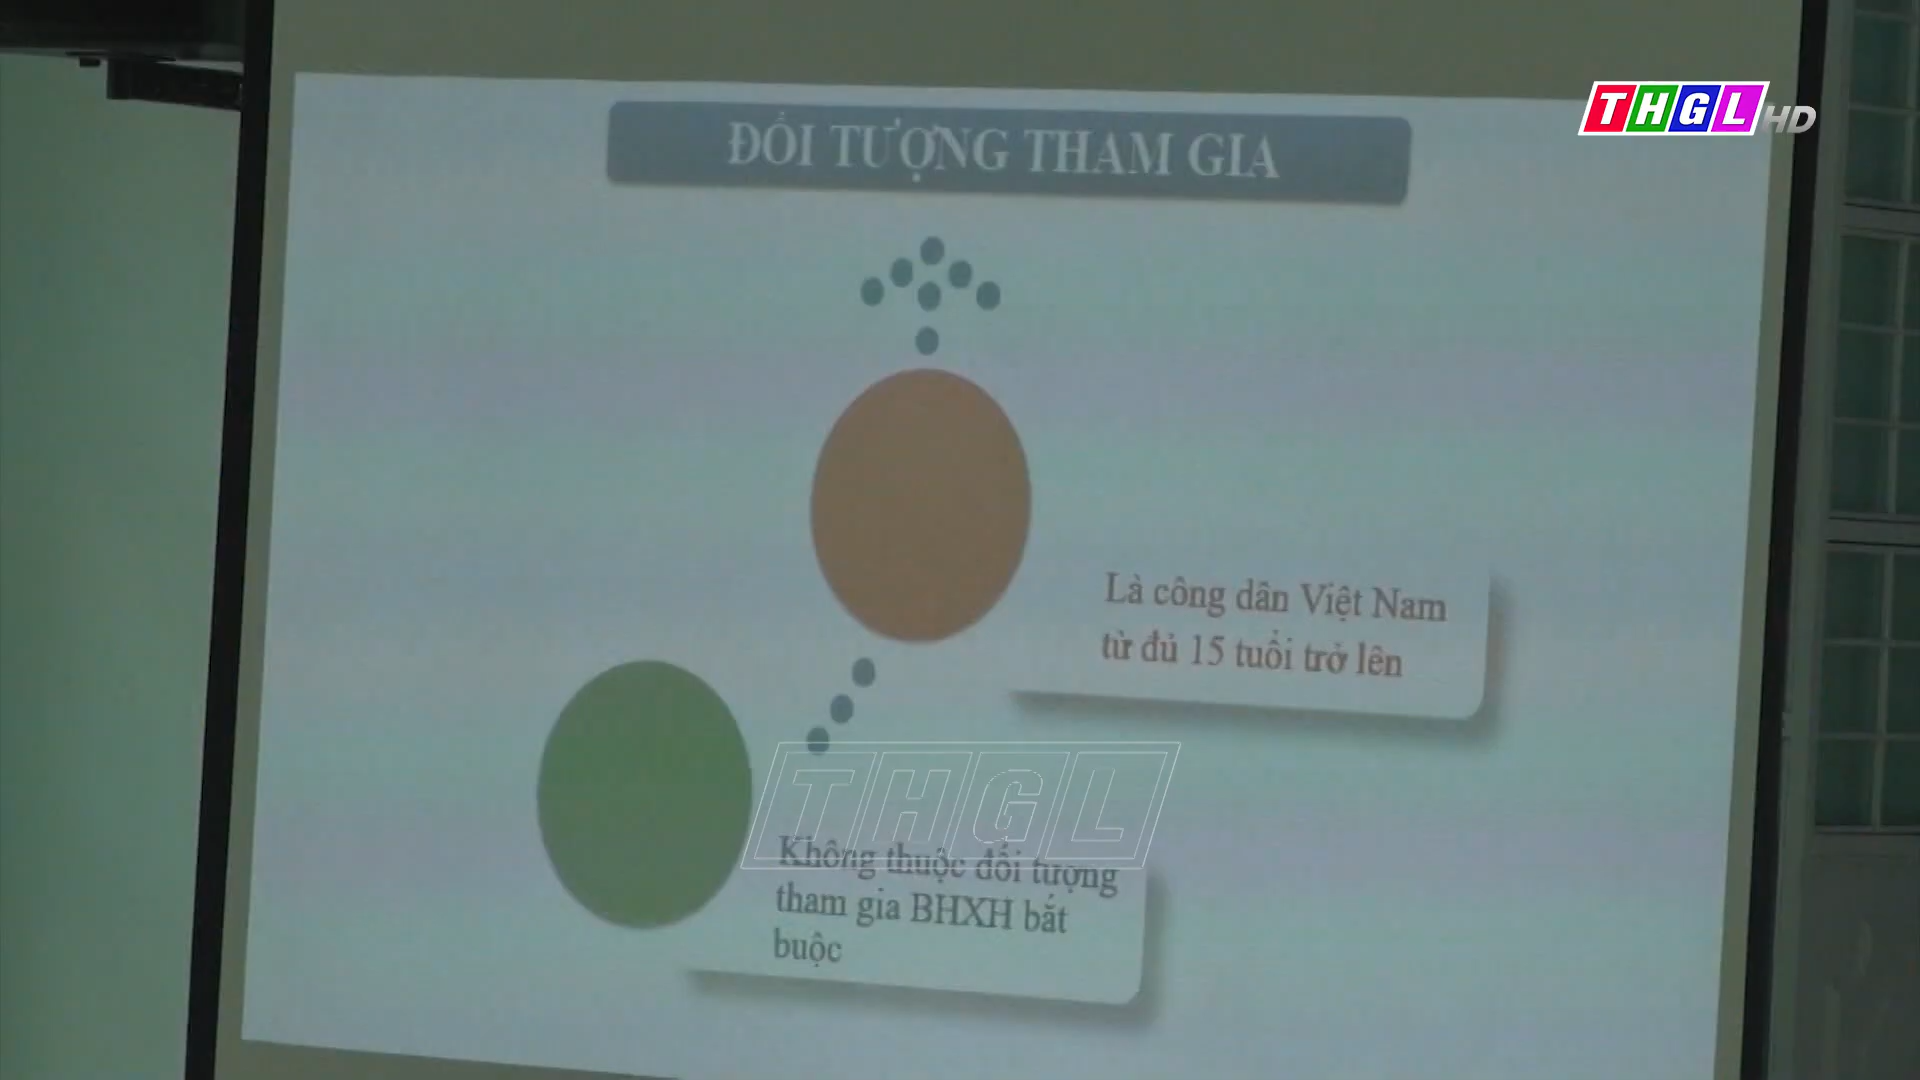 THGL HD
ĐỐI TƯỢNG THAM GIA
Là công dân Việt Nam
từ đủ 15 tuổi trở lên
THGL
Không thuộc đối tượng
tham gia BHXH bắt
buộc